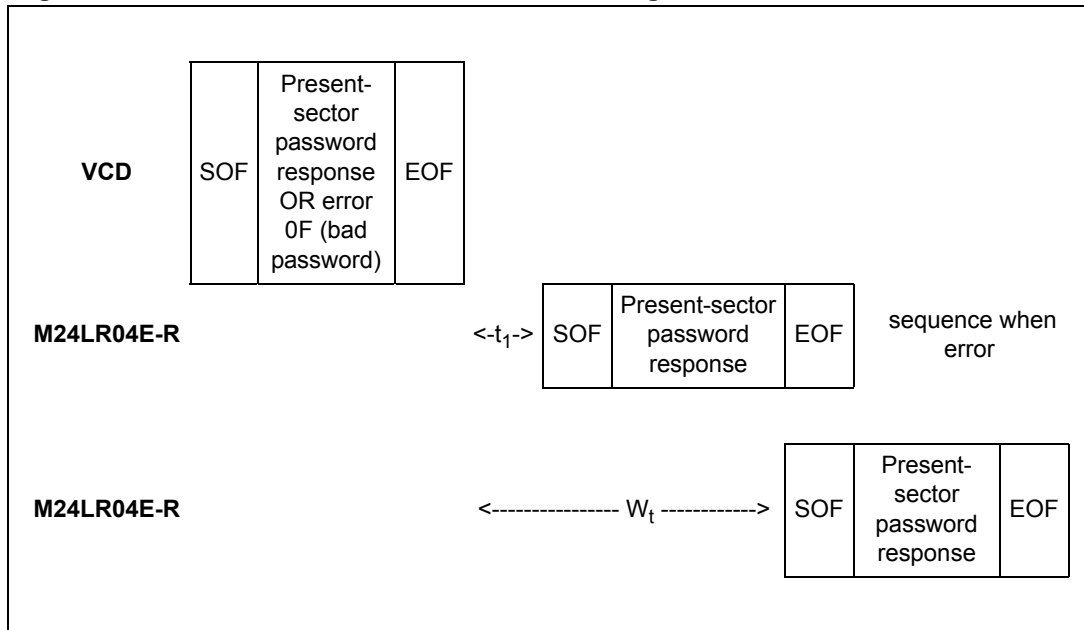 VCD
SOF
Present-
sector
password
response
OR error
0F (bad
password)
EOF
M24LR04E-R
<-t1->
SOF
Present-sector
password
response
EOF
sequence when
error
M24LR04E-R
<---------------- Wt ------------>
SOF
Present-
sector
password
response
EOF